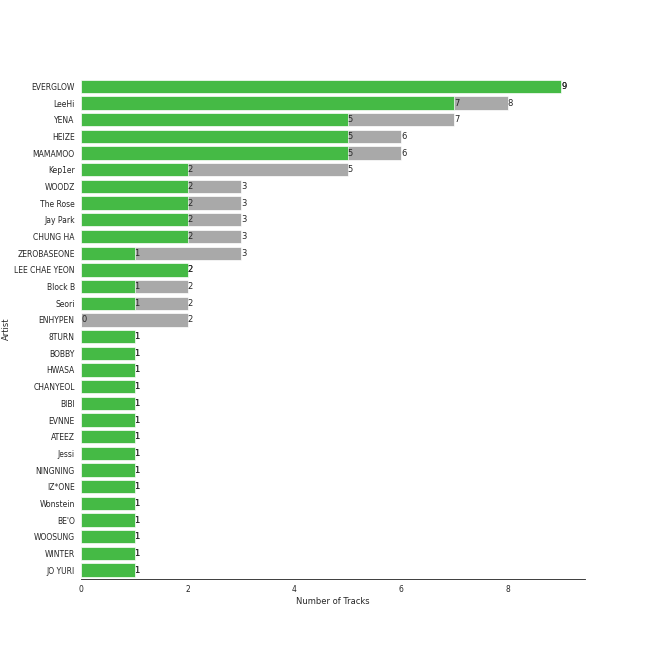 EVERGLOW 9
LeeHi 7 8
YENA 5 7
HEIZE 5 6
MAMAMOO 5 6
Kep1er 2 5
WOODZ 2 3
The Rose 2 3
Jay Park 2 3
CHUNG HA 2 3
ZEROBASEONE 1 3
LEE CHAE YEON 2
Block B 1 2
Seori 1 2
ENHYPEN 0 2
8TURN 1
BOBBY 1
HWASA 1
CHANYEOL 1
BIBI 1
EVNNE 1
ATEEZ 1
Jessi 1
NINGNING 1
IZ*ONE 1
Wonstein 1
BE'O 1
WOOSUNG 1
WINTER 1
JO YURI 1
Artist
0 2 4 6 8
Number of Tracks